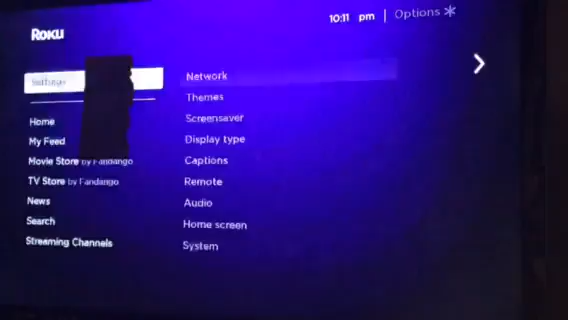 Roku
10:11 pm | Options ✱
Settings
Home
My Feed
Movie Store by Fandango
TV Store by Fandango
News
Search
Streaming Channels
Network
Themes
Screensaver
Display type
Captions
Remote
Audio
Home screen
System